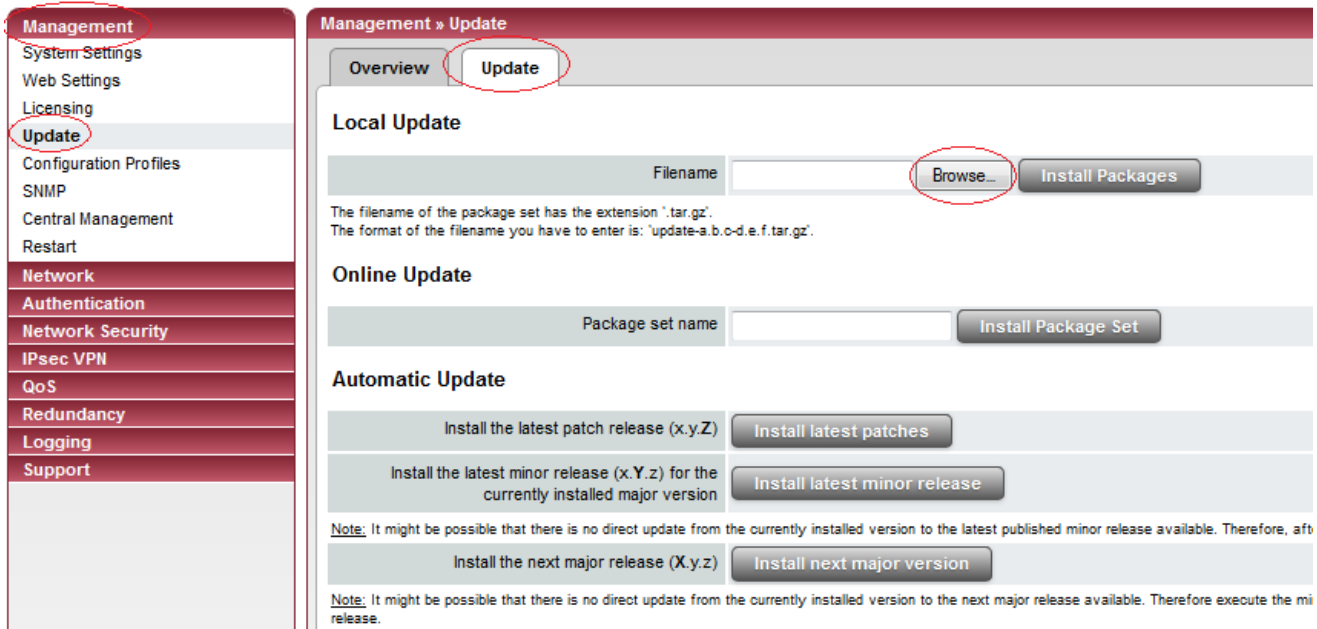 Management
System Settings
Web Settings
Licensing
Update
Configuration Profiles
SNMP
Central Management
Restart
Network
Authentication
Network Security
IPsec VPN
QoS
Redundancy
Logging
Support
Management » Update
Overview
Update
Local Update
Filename
Browse...
Install Packages
The filename of the package set has the extension '.tar.gz'.
The format of the filename you have to enter is: 'update-a.b.c-d.e.f.tar.gz'.
Online Update
Package set name
Install Package Set
Automatic Update
Install the latest patch release (x.y.Z)
Install latest patches
Install the latest minor release (x.Y.z) for the
currently installed major version
Install latest minor release
Note: It might be possible that there is no direct update from the currently installed version to the latest published minor release available. Therefore,
Install the next major release (X.y.z)
Install next major version
Note: It might be possible that there is no direct update from the currently installed version to the next major release available. Therefore execute the
release.